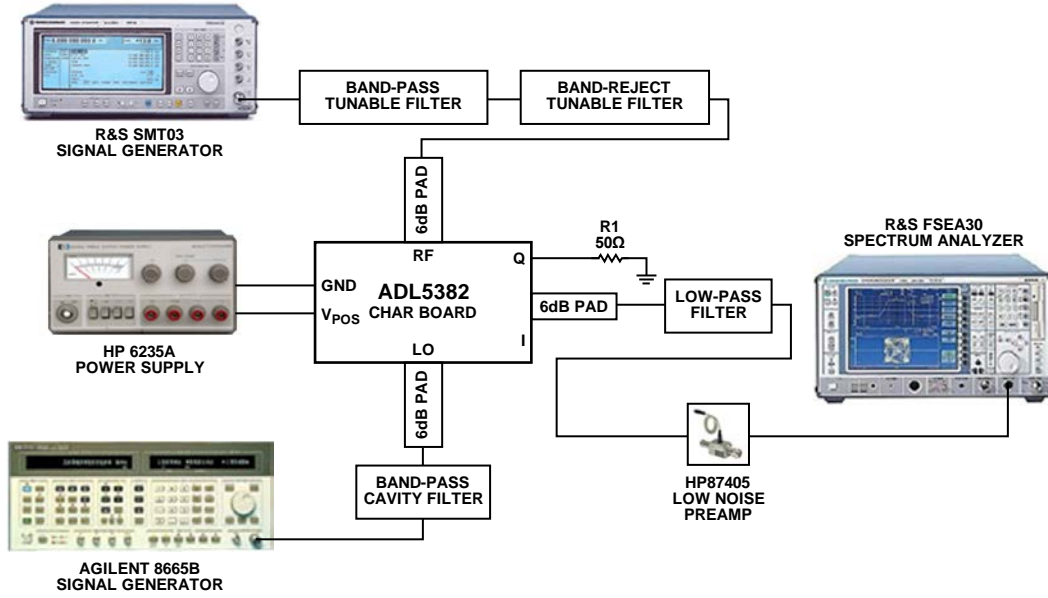 BAND-PASS
TUNABLE FILTER
BAND-REJECT
TUNABLE FILTER
R&S SMT03
SIGNAL GENERATOR
6dB PAD
R1
50Ω
R&S FSEA30
SPECTRUM ANALYZER
RF
Q
GND
ADL5382
CHAR BOARD
VPOS
I
LO
6dB PAD
LOW-PASS
FILTER
HP 6235A
POWER SUPPLY
6dB PAD
BAND-PASS
CAVITY FILTER
HP87405
LOW NOISE
PREAMP
AGILENT 8665B
SIGNAL GENERATOR